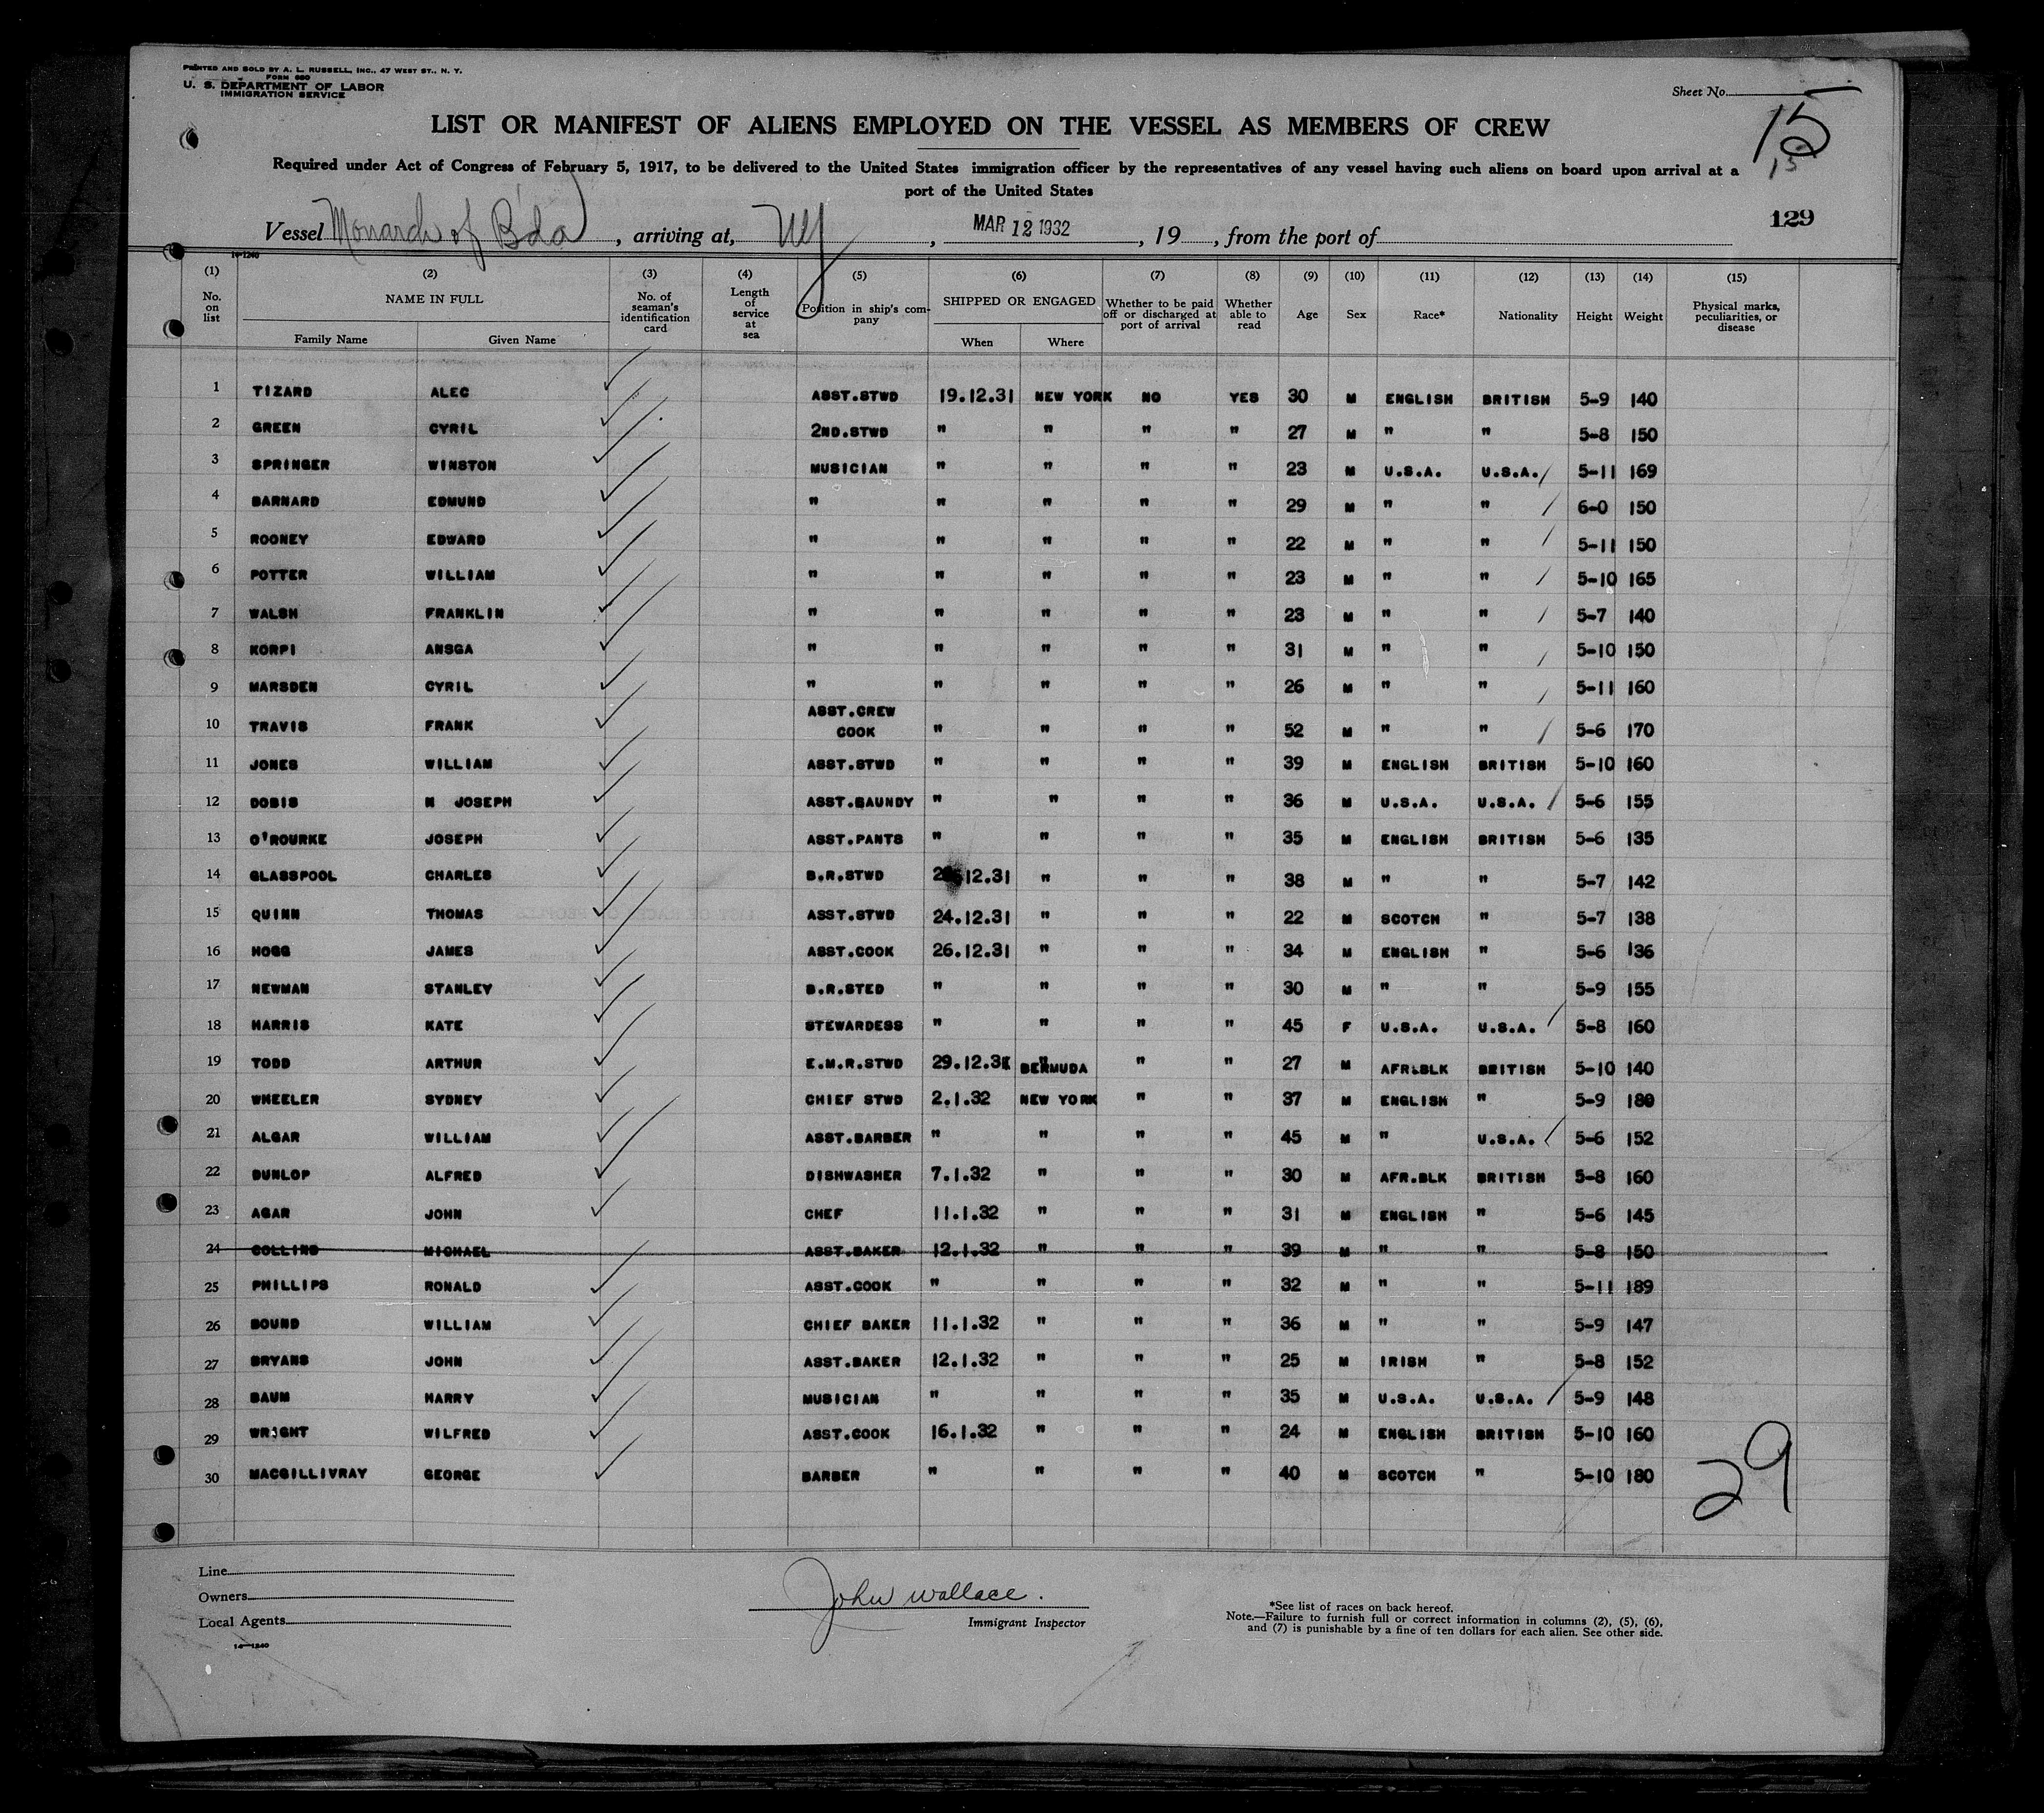 PRINTED AND SOLD BY A. L. RUSSELL, INC., 47 WEST ST., N. Y.
FORM 680
U. S. DEPARTMENT OF LABOR
IMMIGRATION SERVICE
Sheet No.
15
15
LIST OR MANIFEST OF ALIENS EMPLOYED ON THE VESSEL AS MEMBERS OF CREW
Required under Act of Congress of February 5, 1917, to be delivered to the United States immigration officer by the representatives of any vessel having such aliens on board upon arrival at a
port of the United States
129
Vessel Monarch of B'da, arriving at, NY, MAR 12 1932, 19, from the port of
14-1240
(1) (2) (3) (4) (5) (6) (7) (8) (9) (10) (11) (12) (13) (14) (15)
No. on list NAME IN FULL Family Name Given Name No. of seaman's identification card Length of service at sea Position in ship's company SHIPPED OR ENGAGED When Where Whether to be paid off or discharged at port of arrival Whether able to read Age Sex Race* Nationality Height Weight Physical marks, peculiarities, or disease
1 TIZARD ALEC ASST.STWD 19.12.31 NEW YORK NO YES 30 M ENGLISH BRITISH 5-9 140
2 GREEN CYRIL 2ND.STWD " " " " 27 M " " 5-8 150
3 SPRINGER WINSTON MUSICIAN " " " " 23 M U.S.A. U.S.A. 5-11 169
4 BARNARD EDMUND " " " " " 29 M " " 6-0 150
5 ROONEY EDWARD " " " " " 22 M " " 5-11 150
6 POTTER WILLIAM " " " " " 23 M " " 5-10 165
7 WALSH FRANKLIN " " " " " 23 M " " 5-7 140
8 KORPI ANSGA " " " " " 31 M " " 5-10 150
9 MARSDEN CYRIL " " " " " 26 M " " 5-11 160
10 TRAVIS FRANK ASST.CREW COOK " " " " 52 M " " 5-6 170
11 JONES WILLIAM ASST.STWD " " " " 39 M ENGLISH BRITISH 5-10 160
12 DOBIS N JOSEPH ASST.BAUNDY " " " " 36 M U.S.A. U.S.A. 5-6 155
13 O'ROURKE JOSEPH ASST.PANTS " " " " 35 M ENGLISH BRITISH 5-6 135
14 GLASSPOOL CHARLES B.R.STWD 12.31 " " " 38 M " " 5-7 142
15 QUINN THOMAS ASST.STWD 24.12.31 " " " 22 M SCOTCH " 5-7 138
16 HOGG JAMES ASST.COOK 26.12.31 " " " 34 M ENGLISH " 5-6 136
17 NEWMAN STANLEY B.R.STED " " " " 30 M " " 5-9 155
18 HARRIS KATE STEWARDESS " " " " 45 F U.S.A. U.S.A. 5-8 160
19 TODD ARTHUR E.M.R.STWD 29.12.31 " BERMUDA " " 27 M AFR.BLK BRITISH 5-10 140
20 WHEELER SYDNEY CHIEF STWD 2.1.32 NEW YORK " " 37 M ENGLISH " 5-9 180
21 ALGAR WILLIAM ASST.BARBER " " " " 45 M " U.S.A. 5-6 152
22 DUNLOP ALFRED DISHWASHER 7.1.32 " " " 30 M AFR.BLK BRITISH 5-8 160
23 AGAR JOHN CHEF 11.1.32 " " " 31 M ENGLISH " 5-6 145
24 COLLINS MICHAEL ASST.BAKER 12.1.32 " " " 39 M " " 5-8 150
25 PHILLIPS RONALD ASST.COOK " " " " 32 M " " 5-11 189
26 BOUND WILLIAM CHIEF BAKER 11.1.32 " " " 36 M " " 5-9 147
27 BRYANS JOHN ASST.BAKER 12.1.32 " " " 25 M IRISH " 5-8 152
28 BAUM HARRY MUSICIAN " " " " 35 M U.S.A. U.S.A. 5-9 148
29 WRIGHT WILFRED ASST.COOK 16.1.32 " " " 24 M ENGLISH BRITISH 5-10 160
30 MACGILLIVRAY GEORGE BARBER " " " " 40 M SCOTCH " 5-10 180
29
Line
Owners
Local Agents
14-1240
John Wallace.
Immigrant Inspector
*See list of races on back hereof.
Note.—Failure to furnish full or correct information in columns (2), (5), (6),
and (7) is punishable by a fine of ten dollars for each alien. See other side.